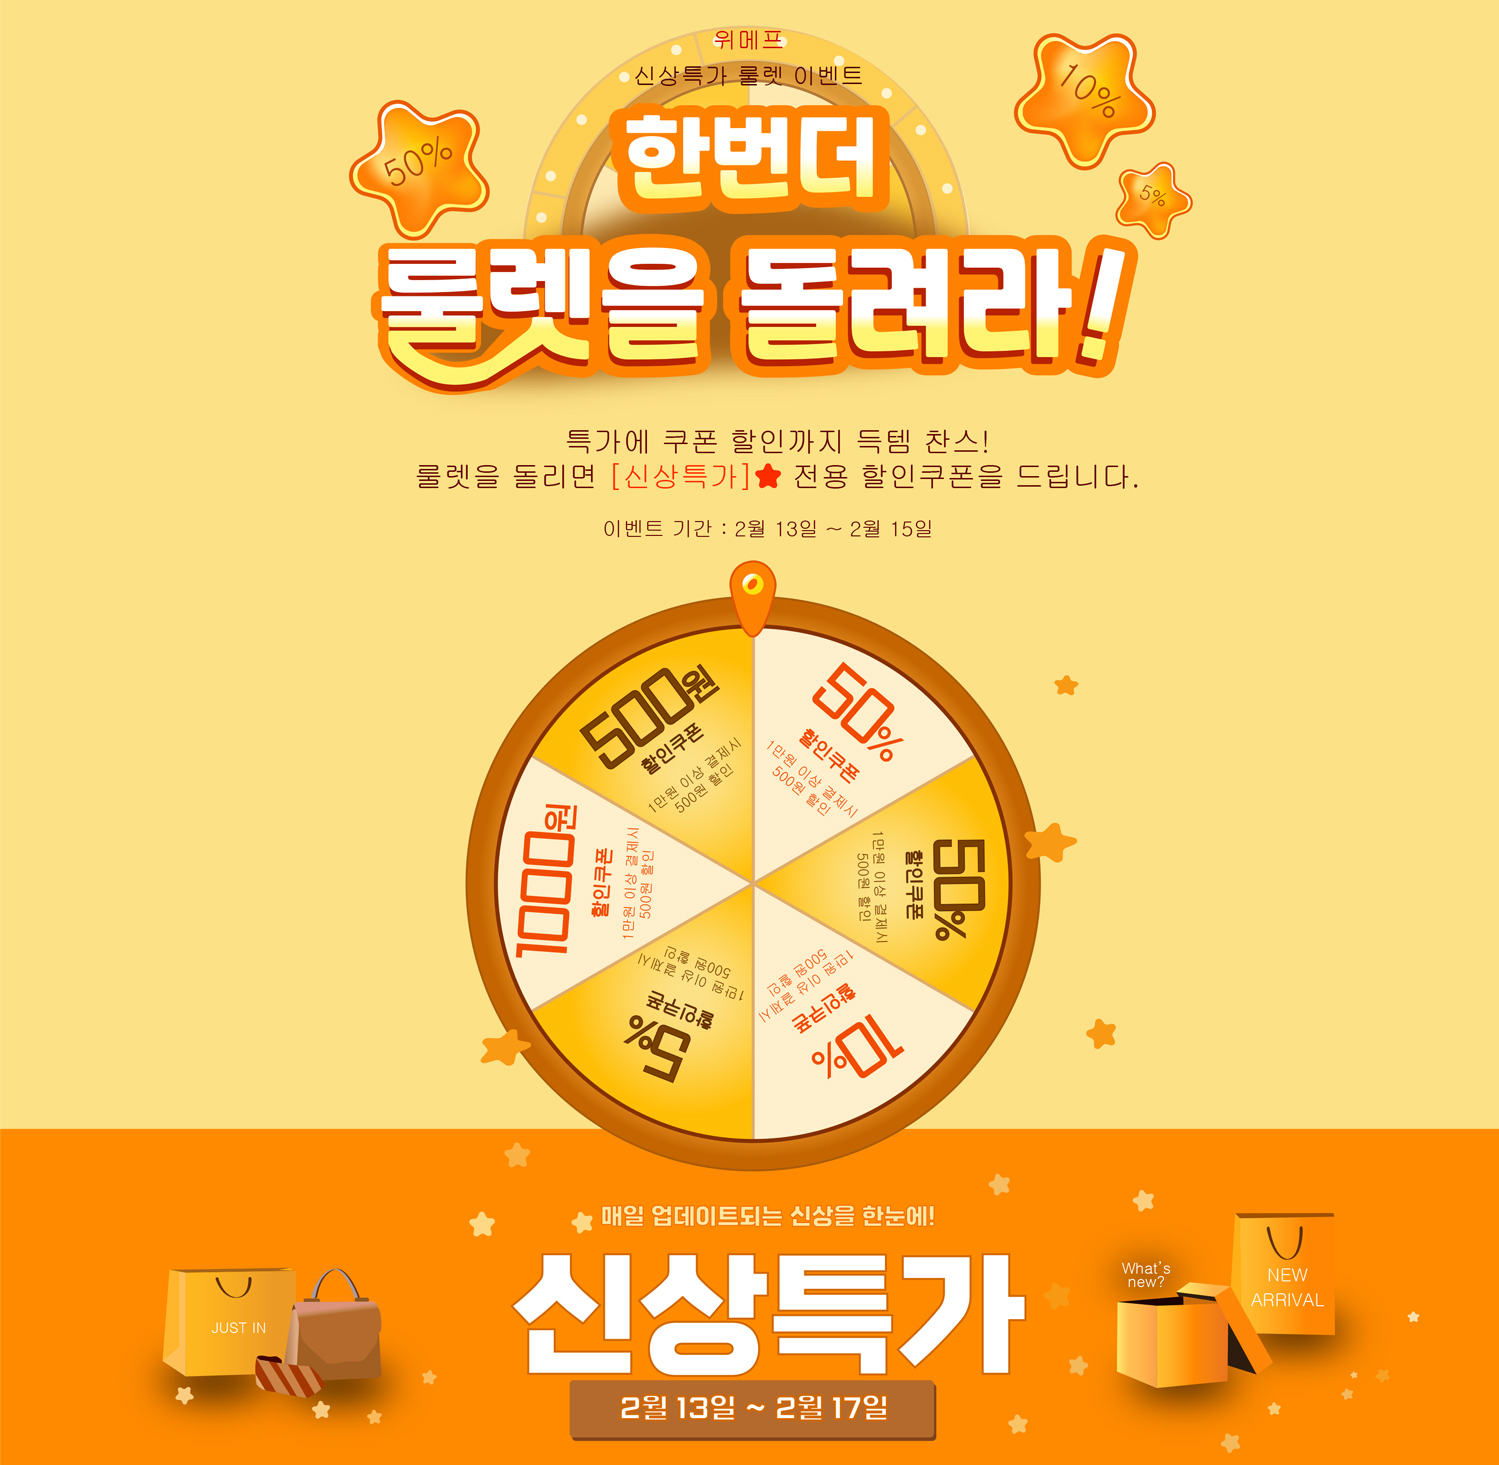 위메프
신상특가 룰렛 이벤트
한번더
룰렛을 돌려라!
50%
10%
5%
특가에 쿠폰 할인까지 득템 찬스!
룰렛을 돌리면 [신상특가]★ 전용 할인쿠폰을 드립니다.
이벤트 기간 : 2월 13일 ~ 2월 15일
500원
할인쿠폰
1만원 이상 결제시
500원 할인
50%
할인쿠폰
1만원 이상 결제시
500원 할인
50%
할인쿠폰
1만원 이상 결제시
500원 할인
10%
할인쿠폰
1만원 이상 결제시
500원 할인
5%
할인쿠폰
1만원 이상 결제시
500원 할인
1000원
할인쿠폰
1만원 이상 결제시
500원 할인
매일 업데이트되는 신상을 한눈에!
신상특가
2월 13일 ~ 2월 17일
JUST IN
What's
new?
NEW
ARRIVAL